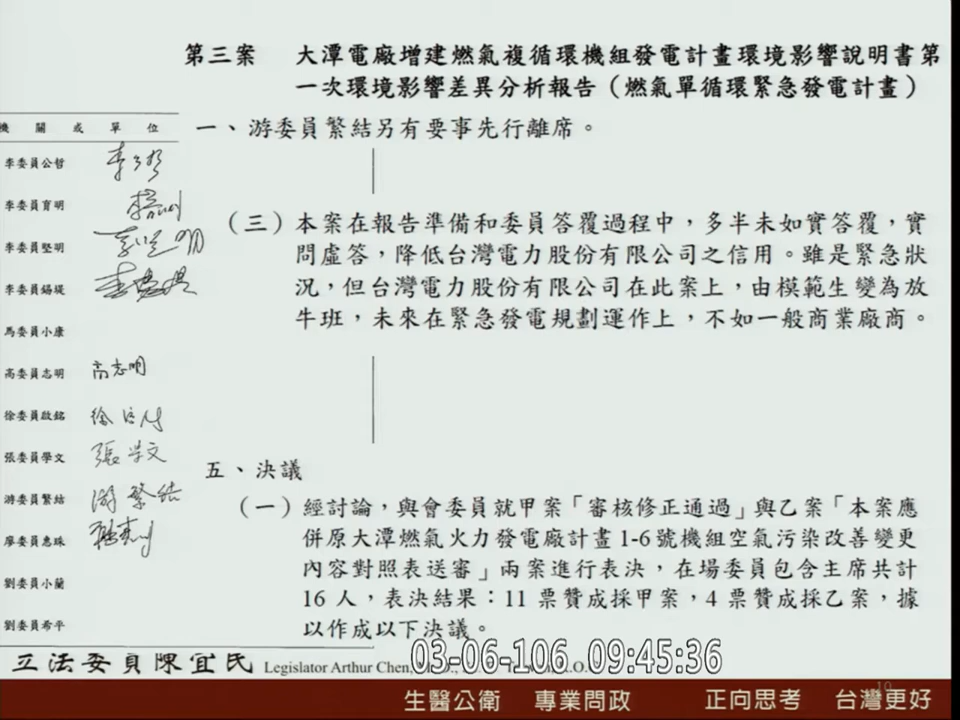 第三案 大潭電廠增建燃氣複循環機組發電計畫環境影響說明書第
一次環境影響差異分析報告（燃氣單循環緊急發電計畫）
機關或單位
李委員公哲
李委員育明
李委員堅明
李委員錫堤
馬委員小康
高委員志明 高志明
徐委員啟銘
張委員學文 張學文
游委員繁結 游繁結
廖委員惠珠
劉委員小蘭
劉委員希平
一、游委員繁結另有要事先行離席。
（三）本案在報告準備和委員答覆過程中，多半未如實答覆，實
問虛答，降低台灣電力股份有限公司之信用。雖是緊急狀
況，但台灣電力股份有限公司在此案上，由模範生變為放
牛班，未來在緊急發電規劃運作上，不如一般商業廠商。
五、決議
（一）經討論，與會委員就甲案「審核修正通過」與乙案「本案應
併原大潭燃氣火力發電廠計畫1-6號機組空氣污染改善變更
內容對照表送審」兩案進行表決，在場委員包含主席共計
16人，表決結果：11票贊成採甲案，4票贊成採乙案，據
以作成以下決議。
立法委員陳宜民 Legislator Arthur Chen,
03-06-106 09:45:36
生醫公衛 專業問政 正向思考 台灣更好